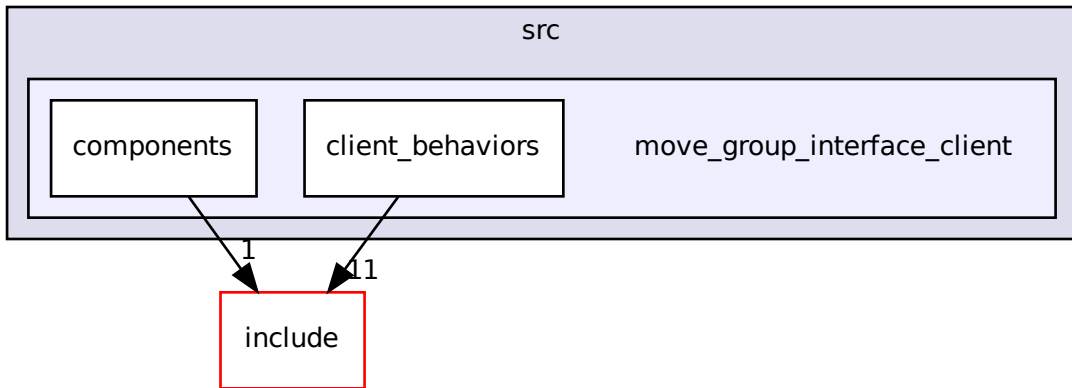 src
components
client_behaviors
move_group_interface_client
1
11
include